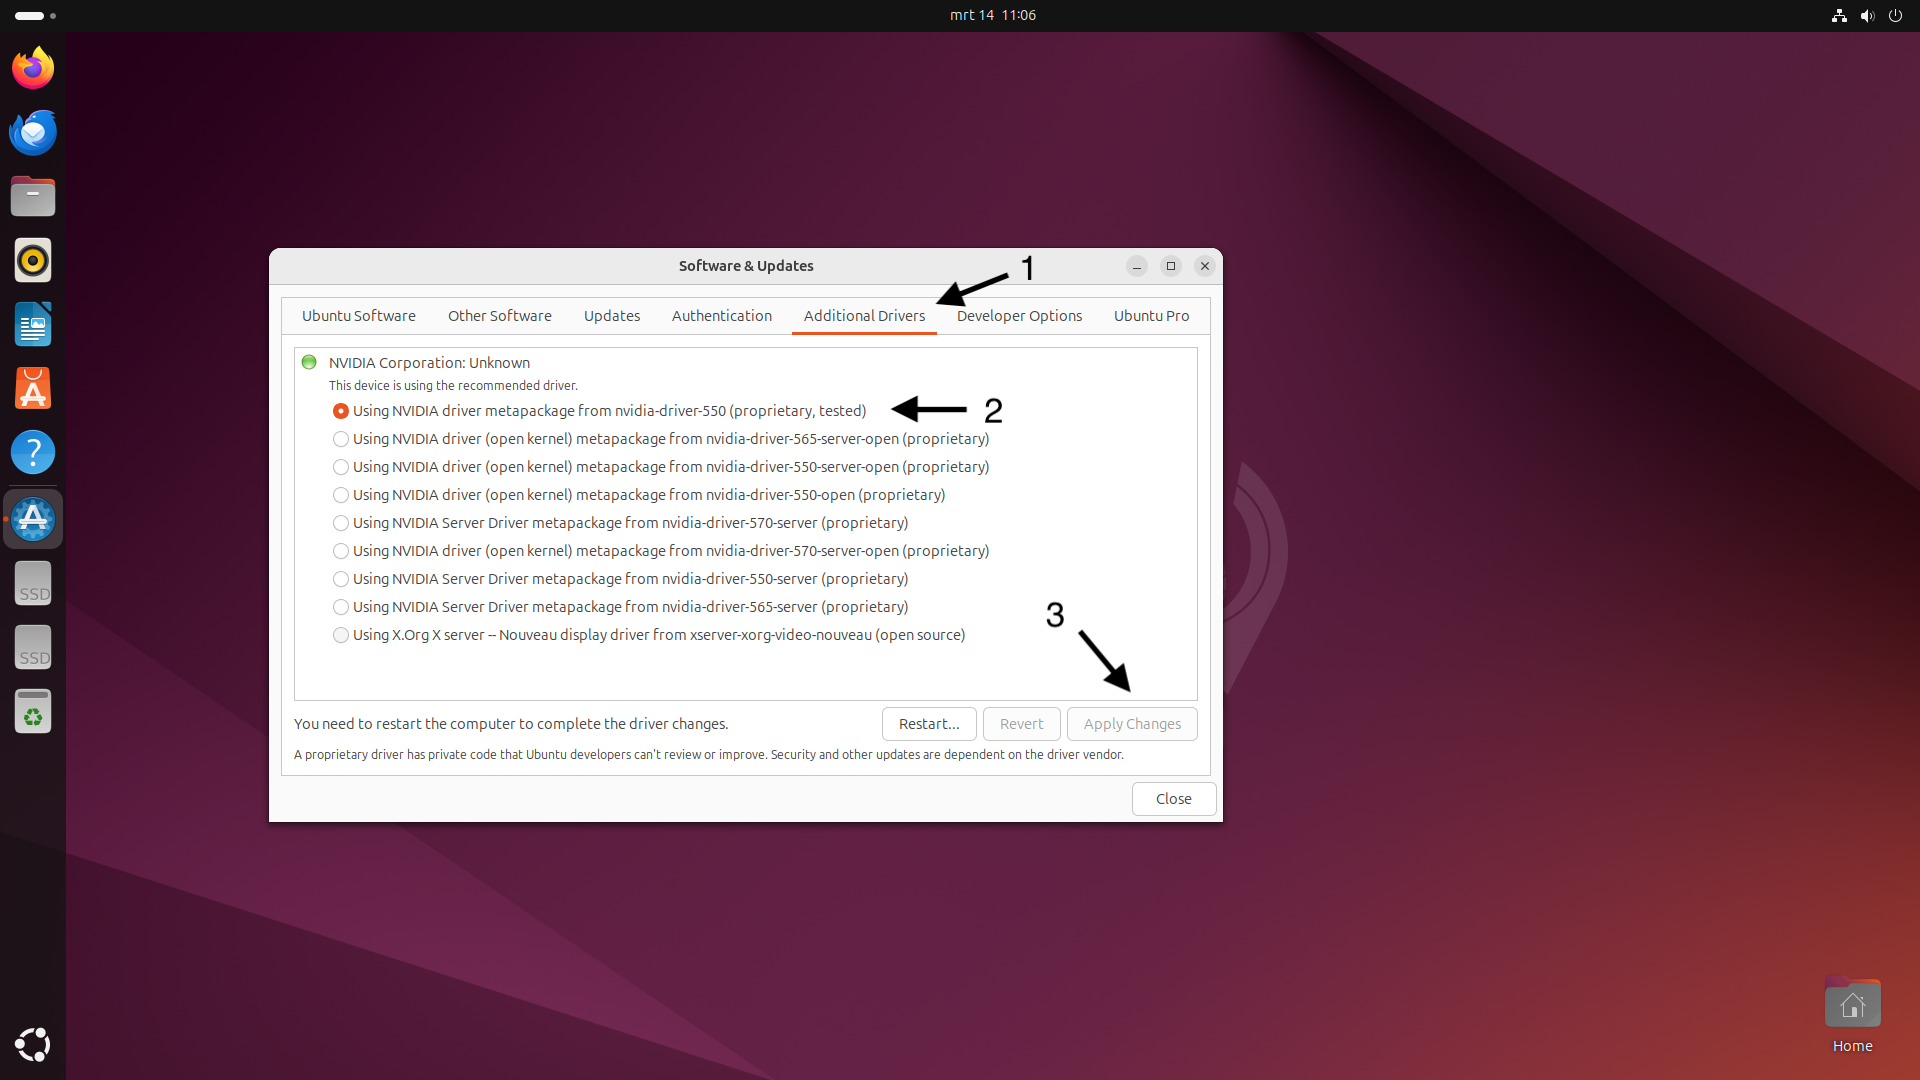 mrt 14 11:06
Software & Updates
1
Ubuntu Software Other Software Updates Authentication Additional Drivers Developer Options Ubuntu Pro
NVIDIA Corporation: Unknown
This device is using the recommended driver.
Using NVIDIA driver metapackage from nvidia-driver-550 (proprietary, tested)
2
Using NVIDIA driver (open kernel) metapackage from nvidia-driver-565-server-open (proprietary)
Using NVIDIA driver (open kernel) metapackage from nvidia-driver-550-server-open (proprietary)
Using NVIDIA driver (open kernel) metapackage from nvidia-driver-550-open (proprietary)
Using NVIDIA Server Driver metapackage from nvidia-driver-570-server (proprietary)
Using NVIDIA driver (open kernel) metapackage from nvidia-driver-570-server-open (proprietary)
Using NVIDIA Server Driver metapackage from nvidia-driver-550-server (proprietary)
Using NVIDIA Server Driver metapackage from nvidia-driver-565-server (proprietary)
3
Using X.Org X server -- Nouveau display driver from xserver-xorg-video-nouveau (open source)
You need to restart the computer to complete the driver changes.
Restart...
Revert
Apply Changes
A proprietary driver has private code that Ubuntu developers can't review or improve. Security and other updates are dependent on the driver vendor.
Close
SSD
SSD
Home